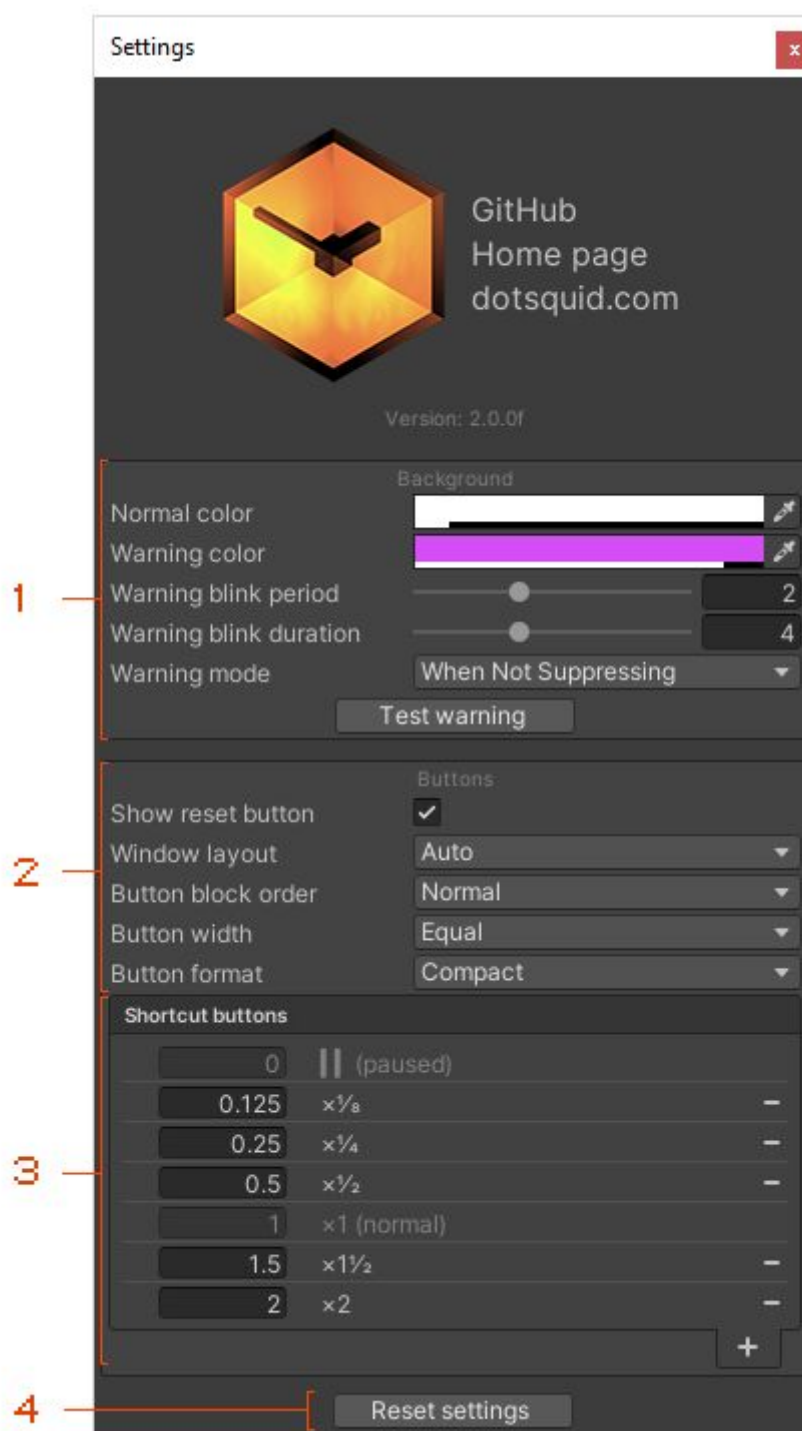 Settings
x
GitHub
Home page
dotsquid.com
Version: 2.0.0f
Background
Normal color
Warning color
1
Warning blink period 2
Warning blink duration 4
Warning mode When Not Suppressing
Test warning
Buttons
Show reset button
2
Window layout Auto
Button block order Normal
Button width Equal
Button format Compact
3
Shortcut buttons
0 (paused)
0.125 ×⅛
0.25 ×¼
0.5 ×½
1 ×1 (normal)
1.5 ×1½
2 ×2
+
4 Reset settings